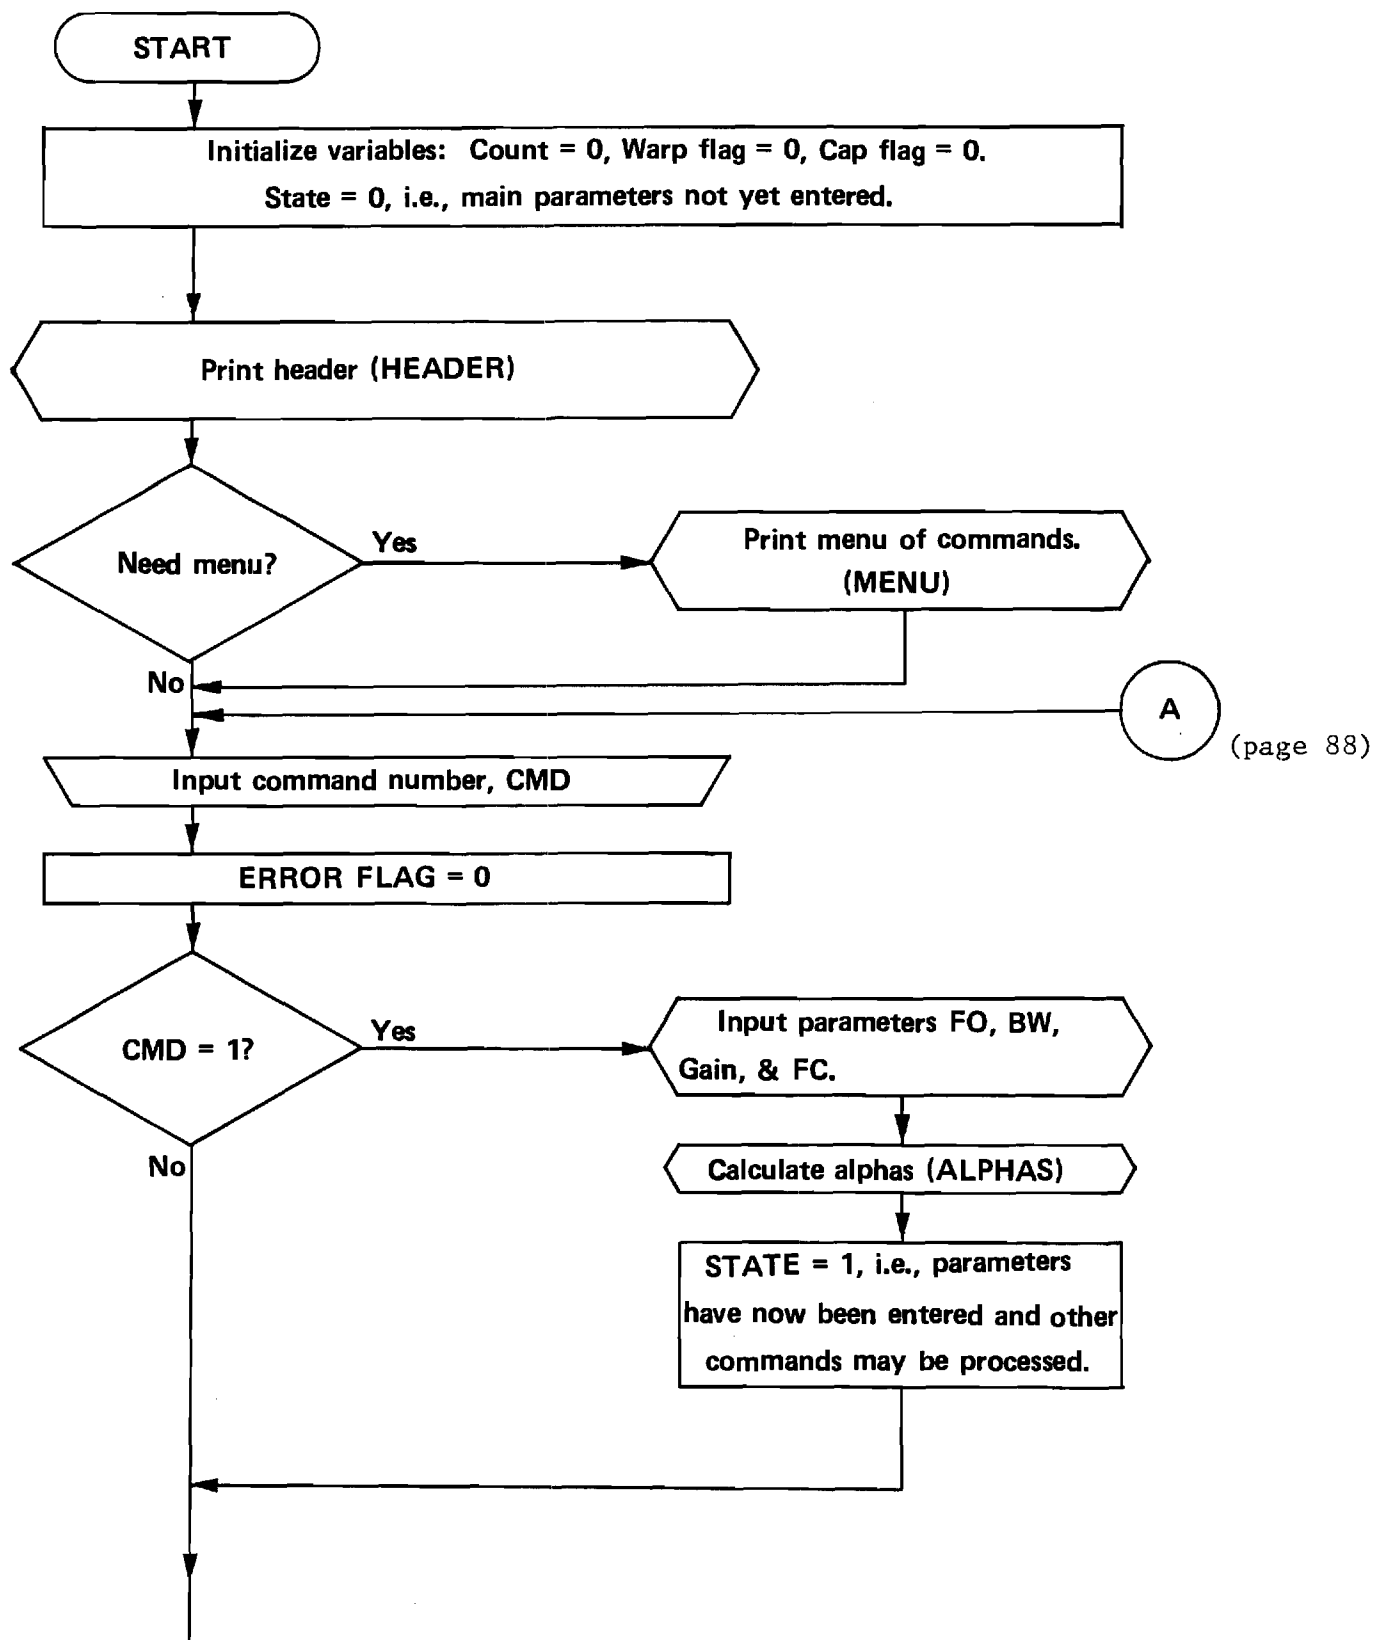 START
Initialize variables: Count = 0, Warp flag = 0, Cap flag = 0.
State = 0, i.e., main parameters not yet entered.
Print header (HEADER)
Need menu?
Yes
Print menu of commands.
(MENU)
No
A
(page 88)
Input command number, CMD
ERROR FLAG = 0
CMD = 1?
Yes
Input parameters FO, BW,
Gain, & FC.
No
Calculate alphas (ALPHAS)
STATE = 1, i.e., parameters
have now been entered and other
commands may be processed.